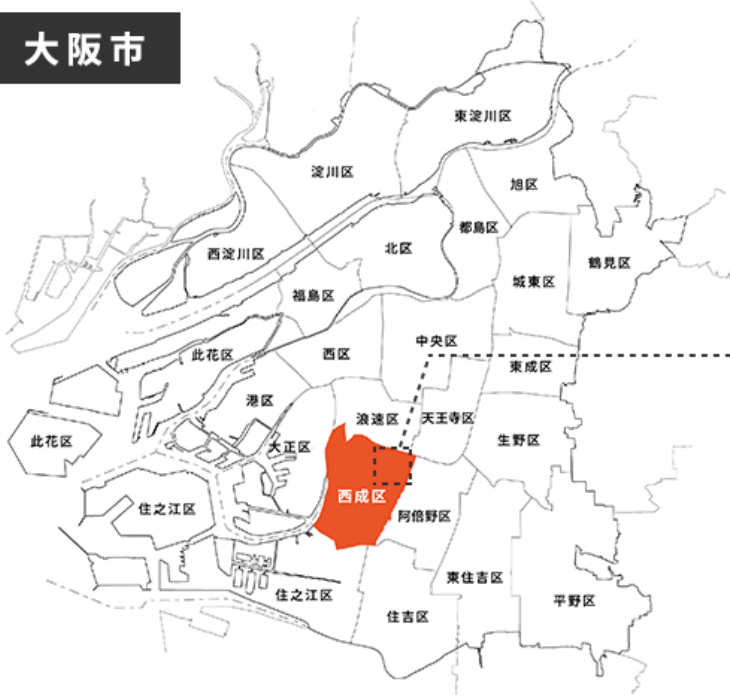 大阪市
東淀川区
淀川区
旭区
都島区
北区
西淀川区
鶴見区
城東区
福島区
中央区
西区
此花区
東成区
港区
浪速区
天王寺区
此花区
大正区
生野区
西成区
住之江区
阿倍野区
東住吉区
住之江区
平野区
住吉区